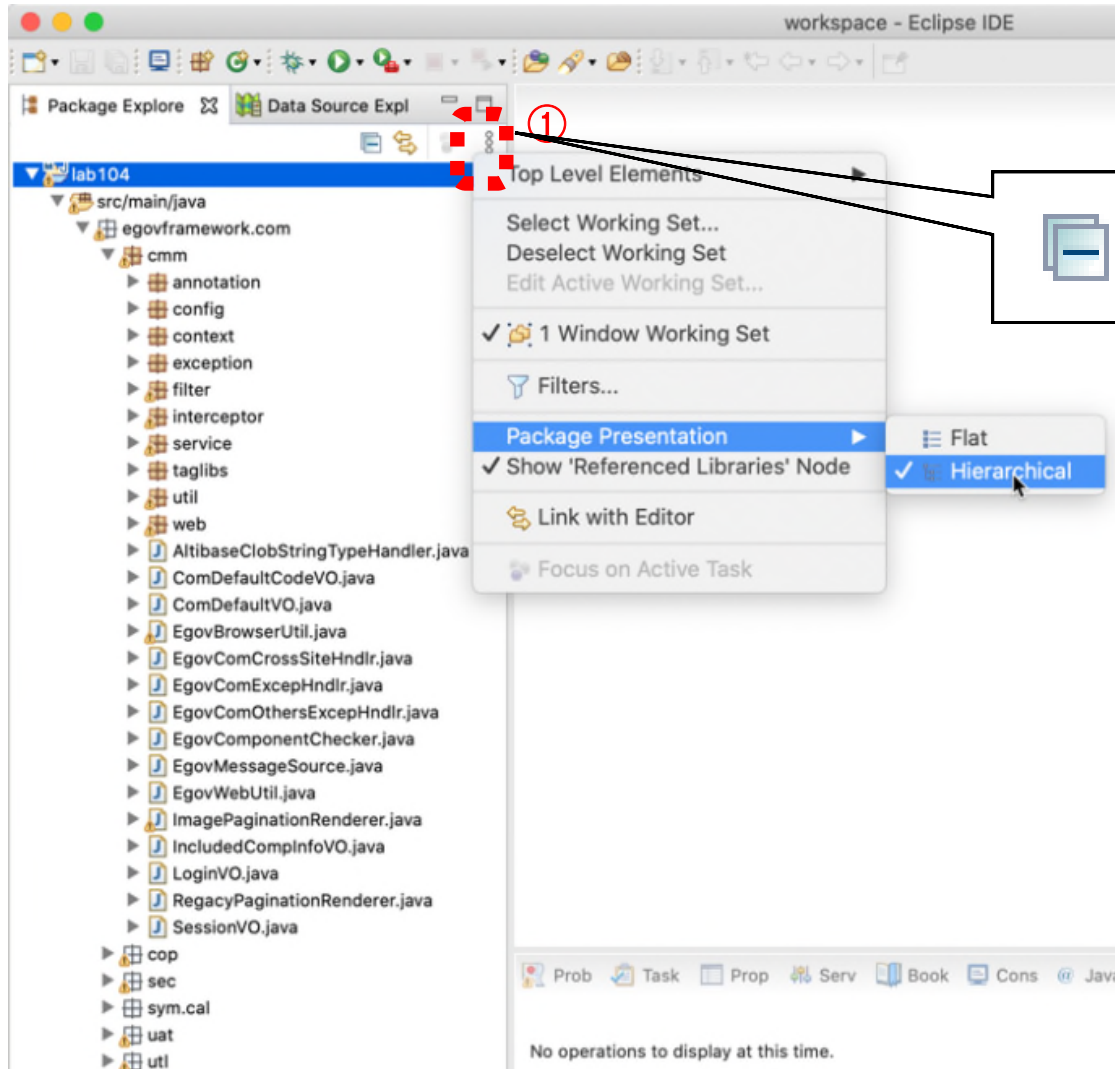 workspace - Eclipse IDE
Package Explore
Data Source Expl
①
lab104
src/main/java
egovframework.com
cmm
annotation
config
context
exception
filter
interceptor
service
taglibs
util
web
AltibaseClobStringTypeHandler.java
ComDefaultCodeVO.java
ComDefaultVO.java
EgovBrowserUtil.java
EgovComCrossSiteHndlr.java
EgovComExcepHndlr.java
EgovComOthersExcepHndlr.java
EgovComponentChecker.java
EgovMessageSource.java
EgovWebUtil.java
ImagePaginationRenderer.java
IncludedCompInfoVO.java
LoginVO.java
RegacyPaginationRenderer.java
SessionVO.java
cop
sec
sym.cal
uat
utl
Top Level Elements
Select Working Set...
Deselect Working Set
Edit Active Working Set...
1 Window Working Set
Filters...
Package Presentation
Show 'Referenced Libraries' Node
Link with Editor
Focus on Active Task
Flat
Hierarchical
Prob Task Prop Serv Book Cons @ Java
No operations to display at this time.